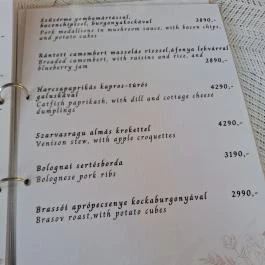 Szűzérme gombamártással,
baconchipssel, burgonyakockával 2890,-
Pork medallions in mushroom sauce, with bacon chips,
and potato cubes
Rántott camembert mazsolás rizzsel,áfonya lekvárral
Breaded camembert, with raisins and rice, and 2890,-
blueberry jam
Harcsapaprikás kapros-túrós 4290,-
galuskával
Catfish paprikash, with dill and cottage cheese
dumplings
Szarvasragu almás krokettel 4290,-
Venison stew, with apple croquettes
Bolognai sertésborda 3190,-
Bolognese pork ribs
Brassói aprópecsenye kockaburgonyával 2990,-
Brasov roast,with potato cubes